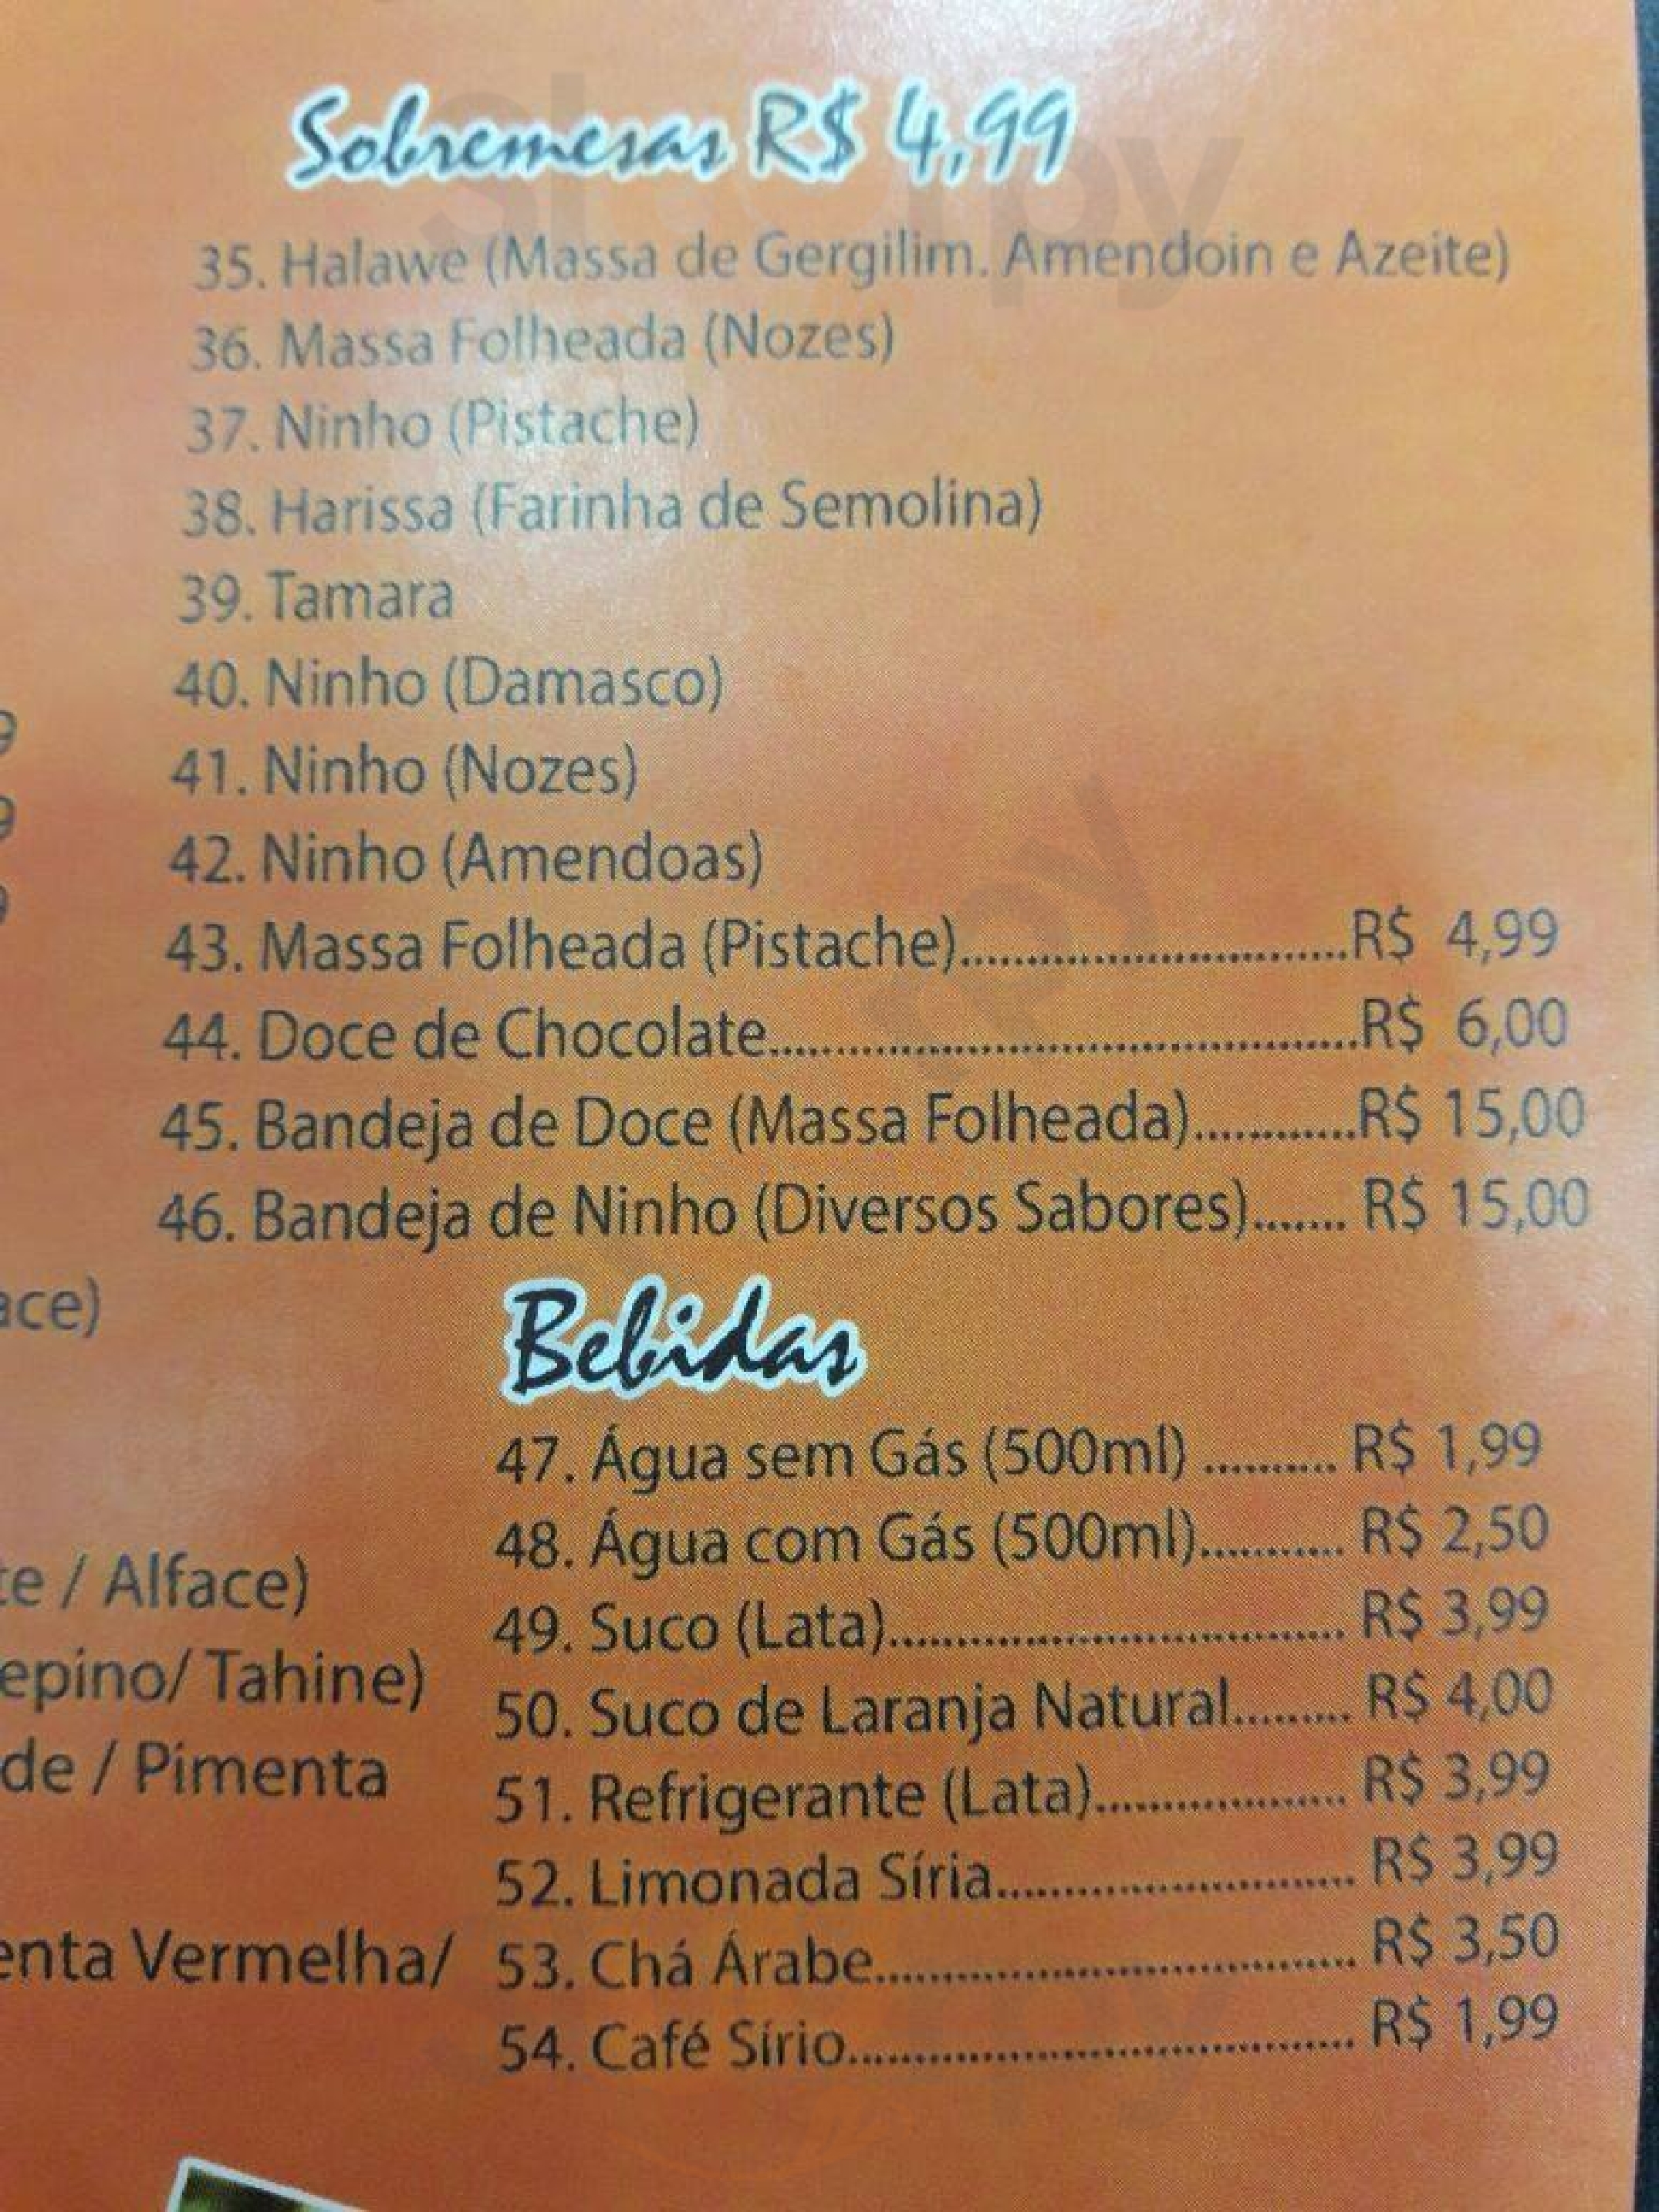 Sobremesas R$ 4,99
35. Halawe (Massa de Gergilim. Amendoin e Azeite)
36. Massa Folheada (Nozes)
37. Ninho (Pistache)
38. Harissa (Farinha de Semolina)
39. Tamara
40. Ninho (Damasco)
41. Ninho (Nozes)
42. Ninho (Amendoas)
43. Massa Folheada (Pistache)............................R$ 4,99
44. Doce de Chocolate...........................................R$ 6,00
45. Bandeja de Doce (Massa Folheada)............R$ 15,00
46. Bandeja de Ninho (Diversos Sabores)....... R$ 15,00
Bebidas
47. Água sem Gás (500ml) .......... R$ 1,99
48. Água com Gás (500ml)........... R$ 2,50
49. Suco (Lata).................................. R$ 3,99
50. Suco de Laranja Natural......... R$ 4,00
51. Refrigerante (Lata)................... R$ 3,99
52. Limonada Síria........................... R$ 3,99
53. Chá Árabe.................................... R$ 3,50
54. Café Sírio...................................... R$ 1,99
9
9
9
ace)
te / Alface)
epino/ Tahine)
de / Pimenta
enta Vermelha/